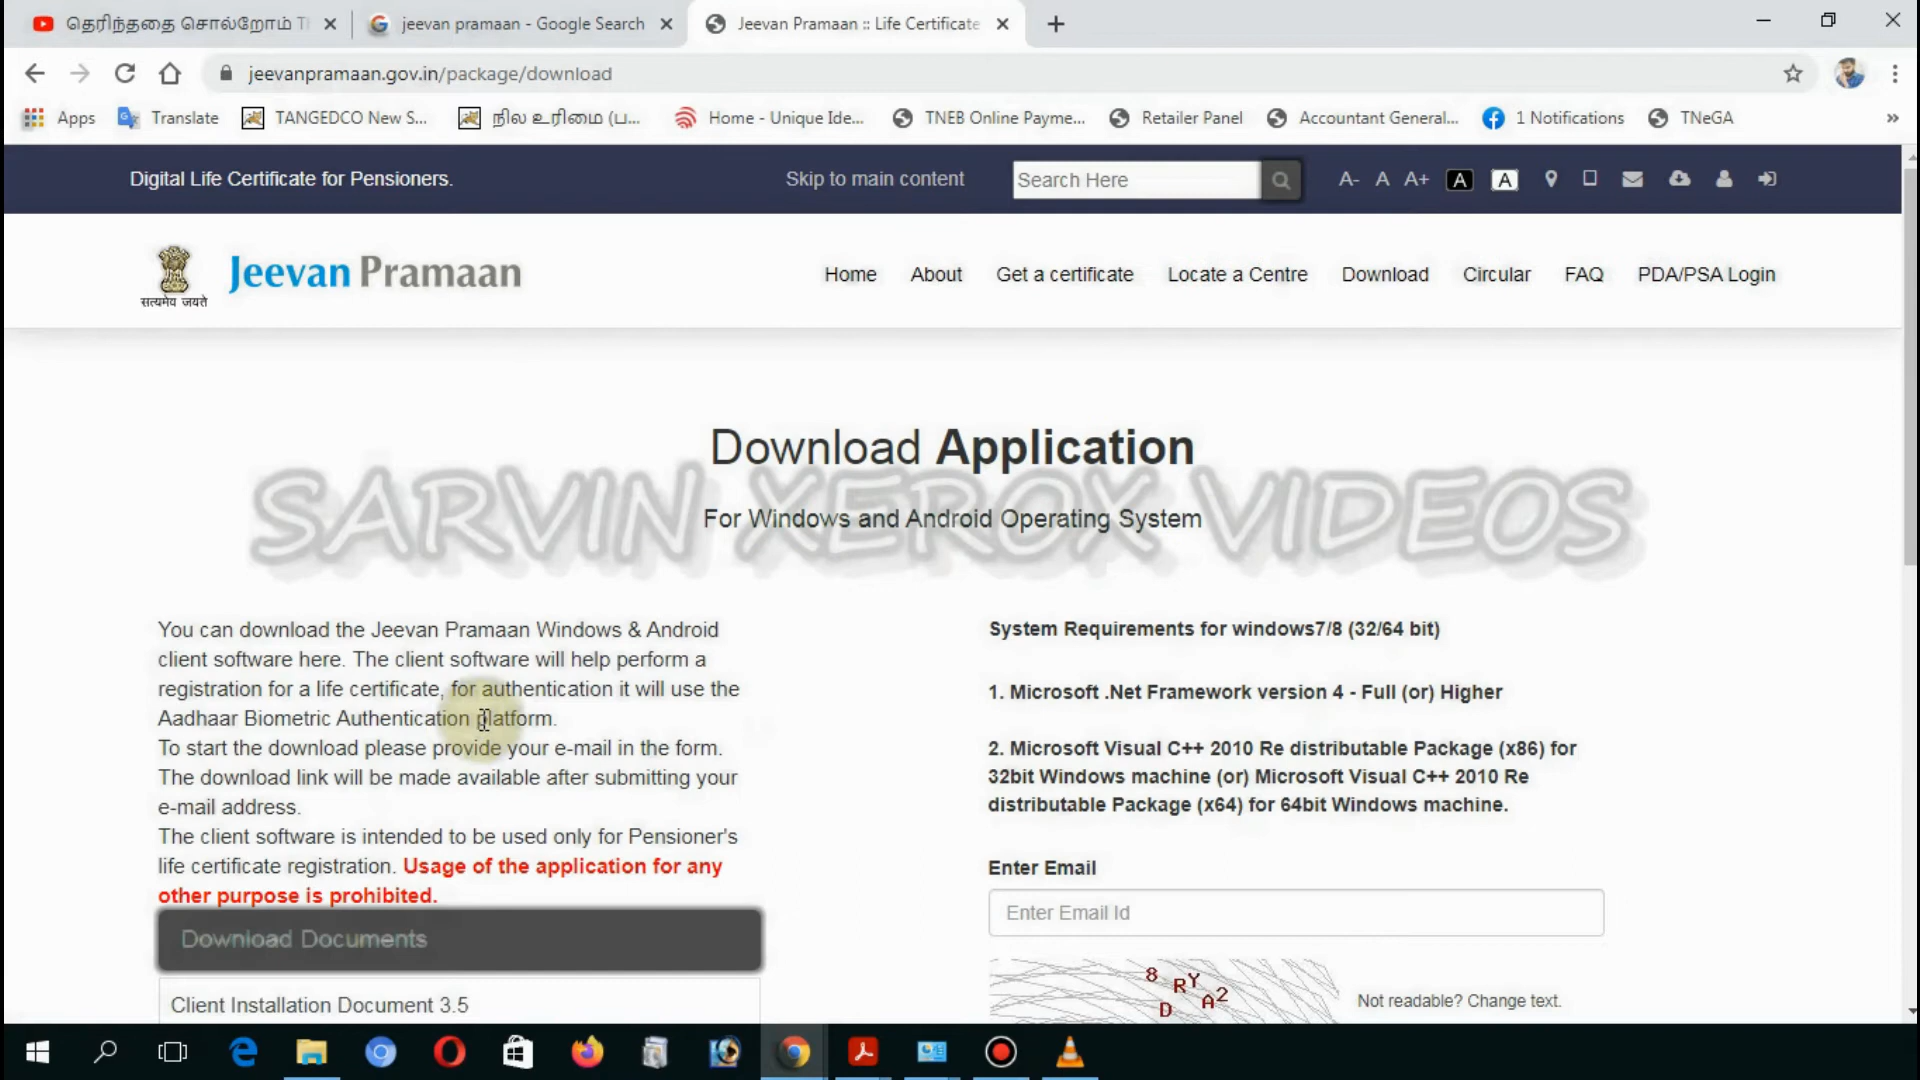 தெரிந்ததை சொல்றோம் T
jeevan pramaan - Google Search
Jeevan Pramaan :: Life Certificate
jeevanpramaan.gov.in/package/download
Apps
Translate
TANGEDCO New S...
நில உரிமை (ப...
Home - Unique Ide...
TNEB Online Payme...
Retailer Panel
Accountant General...
1 Notifications
TNeGA
»
Digital Life Certificate for Pensioners.
Skip to main content
Search Here
A- A A+ A A
सत्यमेव जयते
Jeevan Pramaan
Home
About
Get a certificate
Locate a Centre
Download
Circular
FAQ
PDA/PSA Login
Download Application
SARVIN XEROX VIDEOS
For Windows and Android Operating System
You can download the Jeevan Pramaan Windows & Android
client software here. The client software will help perform a
registration for a life certificate, for authentication it will use the
Aadhaar Biometric Authentication platform.
To start the download please provide your e-mail in the form.
The download link will be made available after submitting your
e-mail address.
The client software is intended to be used only for Pensioner's
life certificate registration. Usage of the application for any
other purpose is prohibited.
Download Documents
Client Installation Document 3.5
System Requirements for windows7/8 (32/64 bit)
1. Microsoft .Net Framework version 4 - Full (or) Higher
2. Microsoft Visual C++ 2010 Re distributable Package (x86) for
32bit Windows machine (or) Microsoft Visual C++ 2010 Re
distributable Package (x64) for 64bit Windows machine.
Enter Email
Enter Email Id
8 D R Y A 2
Not readable? Change text.